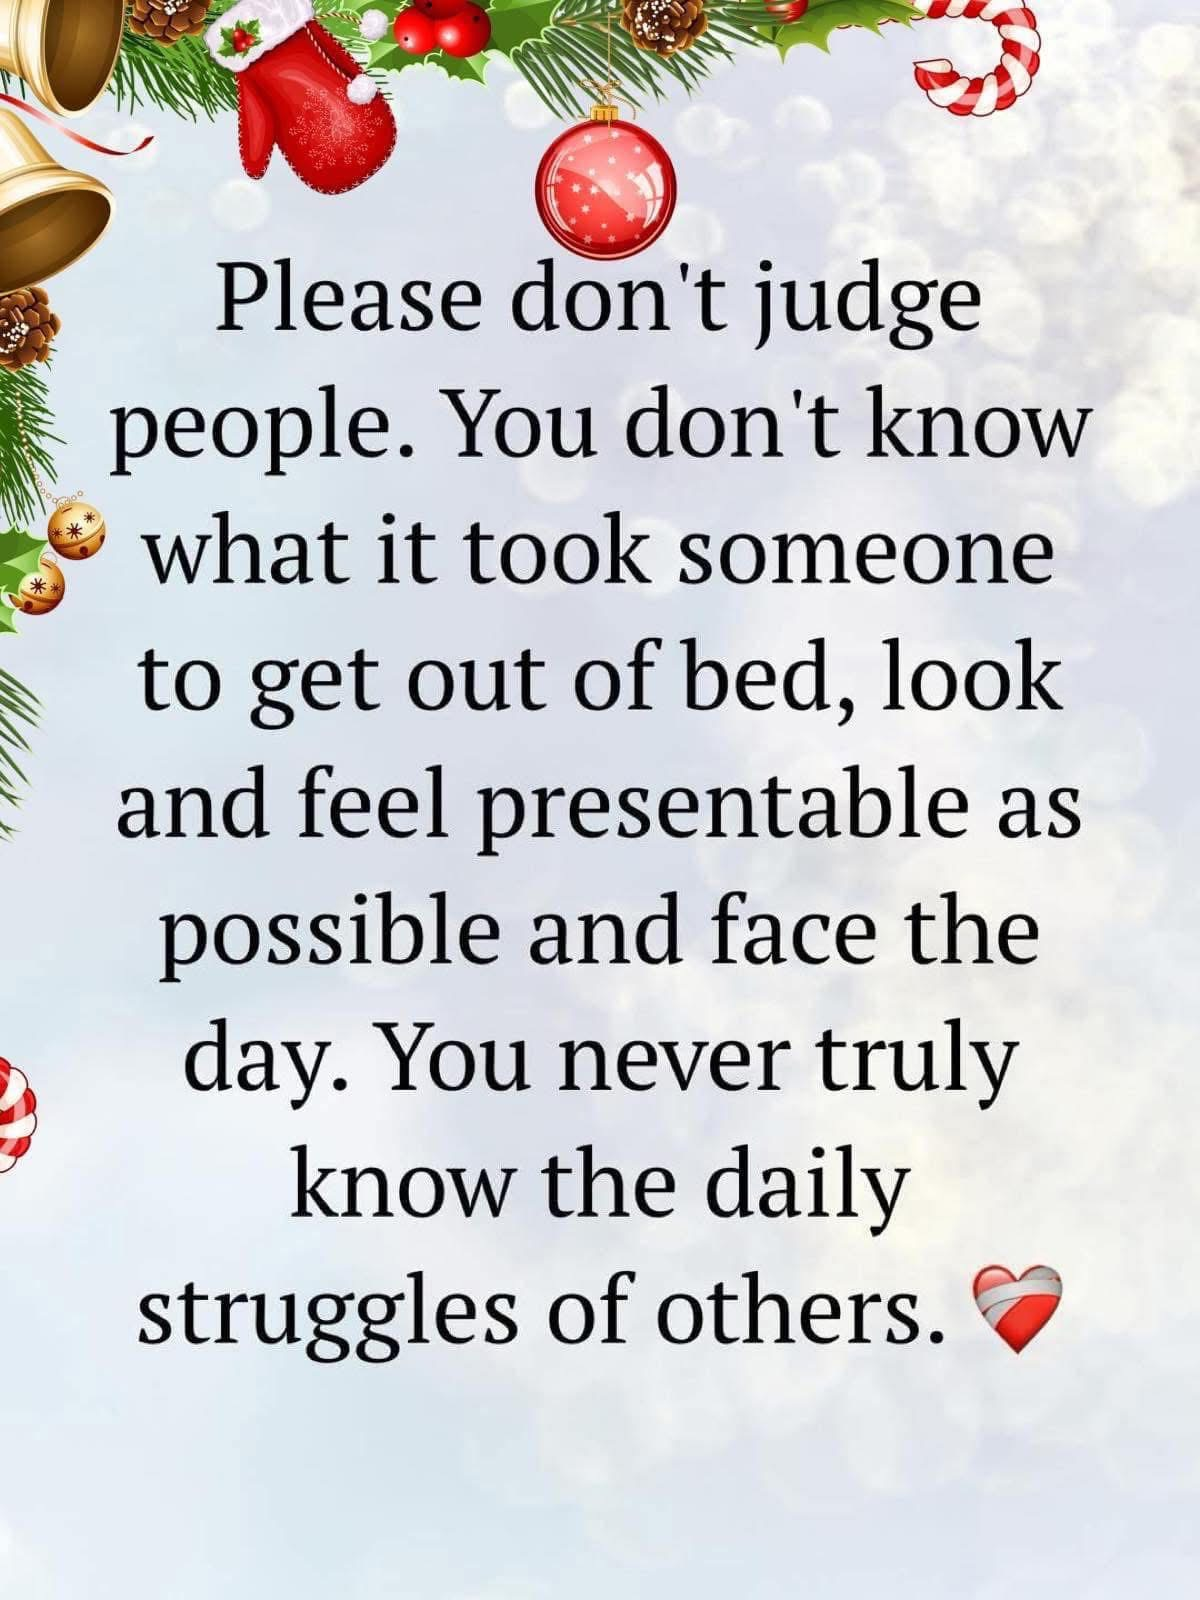 Please don't judge
people. You don't know
what it took someone
to get out of bed, look
and feel presentable as
possible and face the
day. You never truly
know the daily
struggles of others. ❤️‍🩹